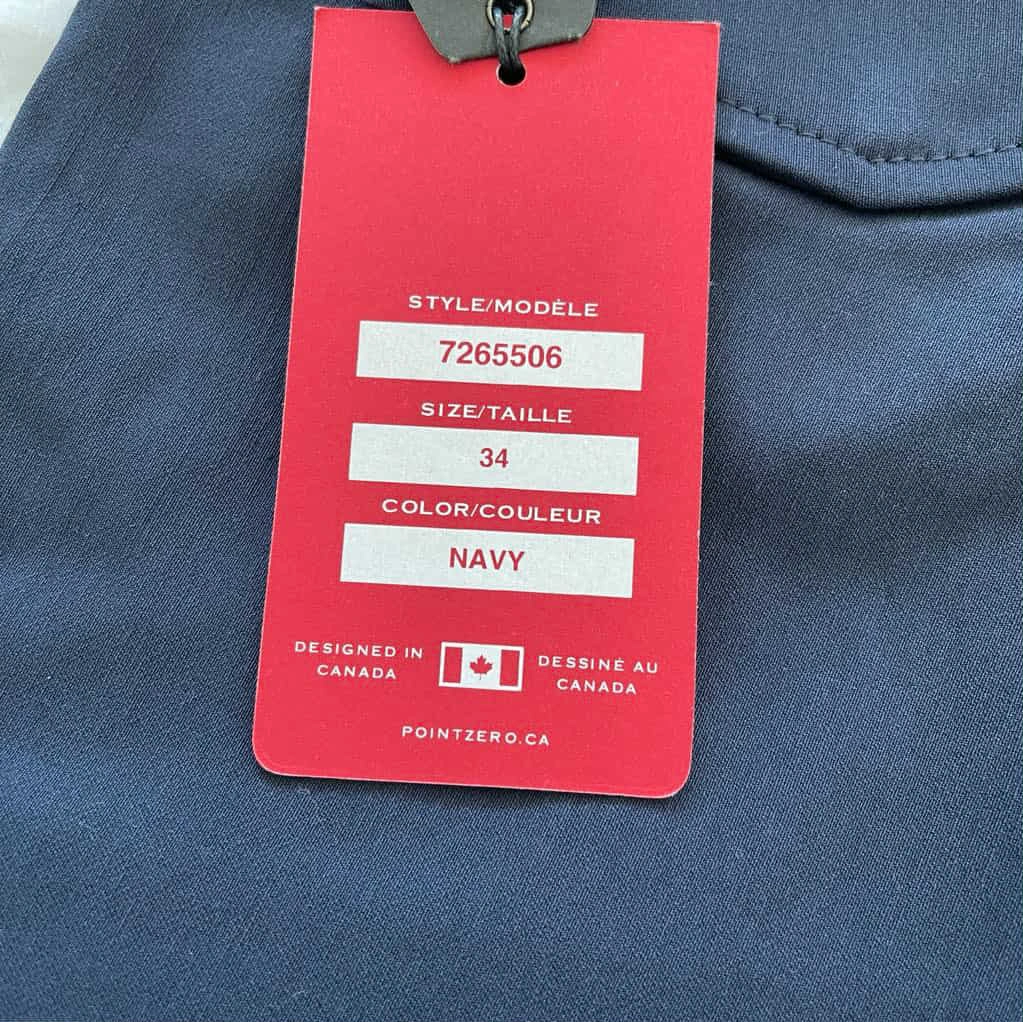 STYLE/MODÈLE
7265506
SIZE/TAILLE
34
COLOR/COULEUR
NAVY
DESIGNED IN
CANADA
DESSINÉ AU
CANADA
POINTZERO.CA